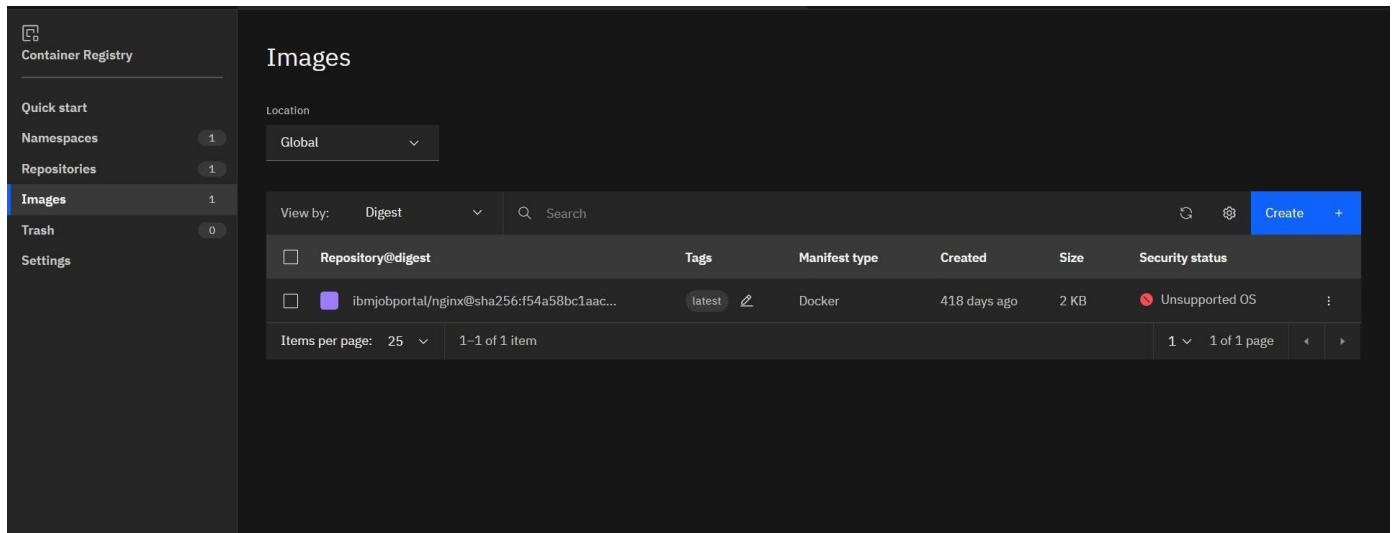 Container Registry
Quick start
Namespaces 1
Repositories 1
Images 1
Trash 0
Settings
Images
Location
Global
View by: Digest Search Create +
Repository@digest Tags Manifest type Created Size Security status
ibmjobportal/nginx@sha256:f54a58bc1aac... latest Docker 418 days ago 2 KB Unsupported OS
Items per page: 25 1–1 of 1 item 1 1 of 1 page